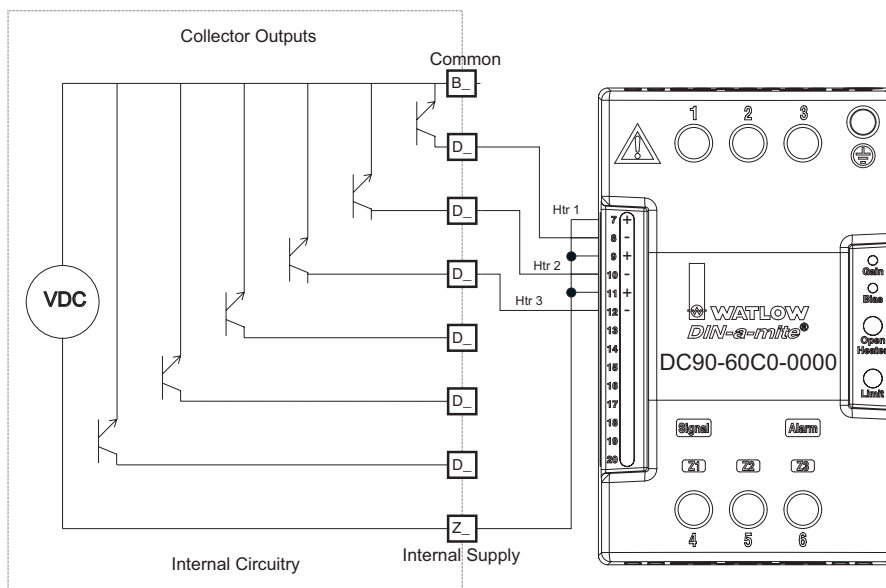 Collector Outputs
Common
B_
D_
D_
D_
D_
D_
D_
Z_
Internal Supply
Internal Circuitry
VDC
Htr 1
Htr 2
Htr 3
1 2 3
7 +
8 -
9 +
10 -
11 +
12 -
13
14
15
16
17
18
19
20
WATLOW
DIN-a-mite®
DC90-60C0-0000
Gain
Bias
Open
Heater
Limit
Signal Alarm
Z1 Z2 Z3
4 5 6